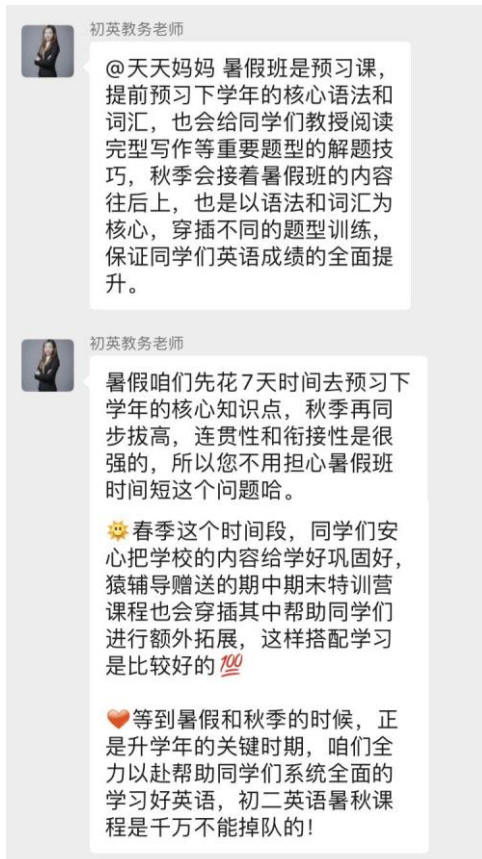 初英教务老师
@天天妈妈 暑假班是预习课，
提前预习下学年的核心语法和
词汇，也会给同学们教授阅读
完型写作等重要题型的解题技
巧，秋季会接着暑假班的内容
往后上，也是以语法和词汇为
核心，穿插不同的题型训练，
保证同学们英语成绩的全面提
升。
初英教务老师
暑假咱们先花7天时间去预习下
学年的核心知识点，秋季再同
步拔高，连贯性和衔接性是很
强的，所以您不用担心暑假班
时间短这个问题哈。
🌞春季这个时间段，同学们安
心把学校的内容给学好巩固好，
猿辅导赠送的期中期末特训营
课程也会穿插其中帮助同学们
进行额外拓展，这样搭配学习
是比较好的💯
❤️等到暑假和秋季的时候，正
是升学年的关键时期，咱们全
力以赴帮助同学们系统全面的
学习好英语，初二英语暑秋课
程是千万不能掉队的！